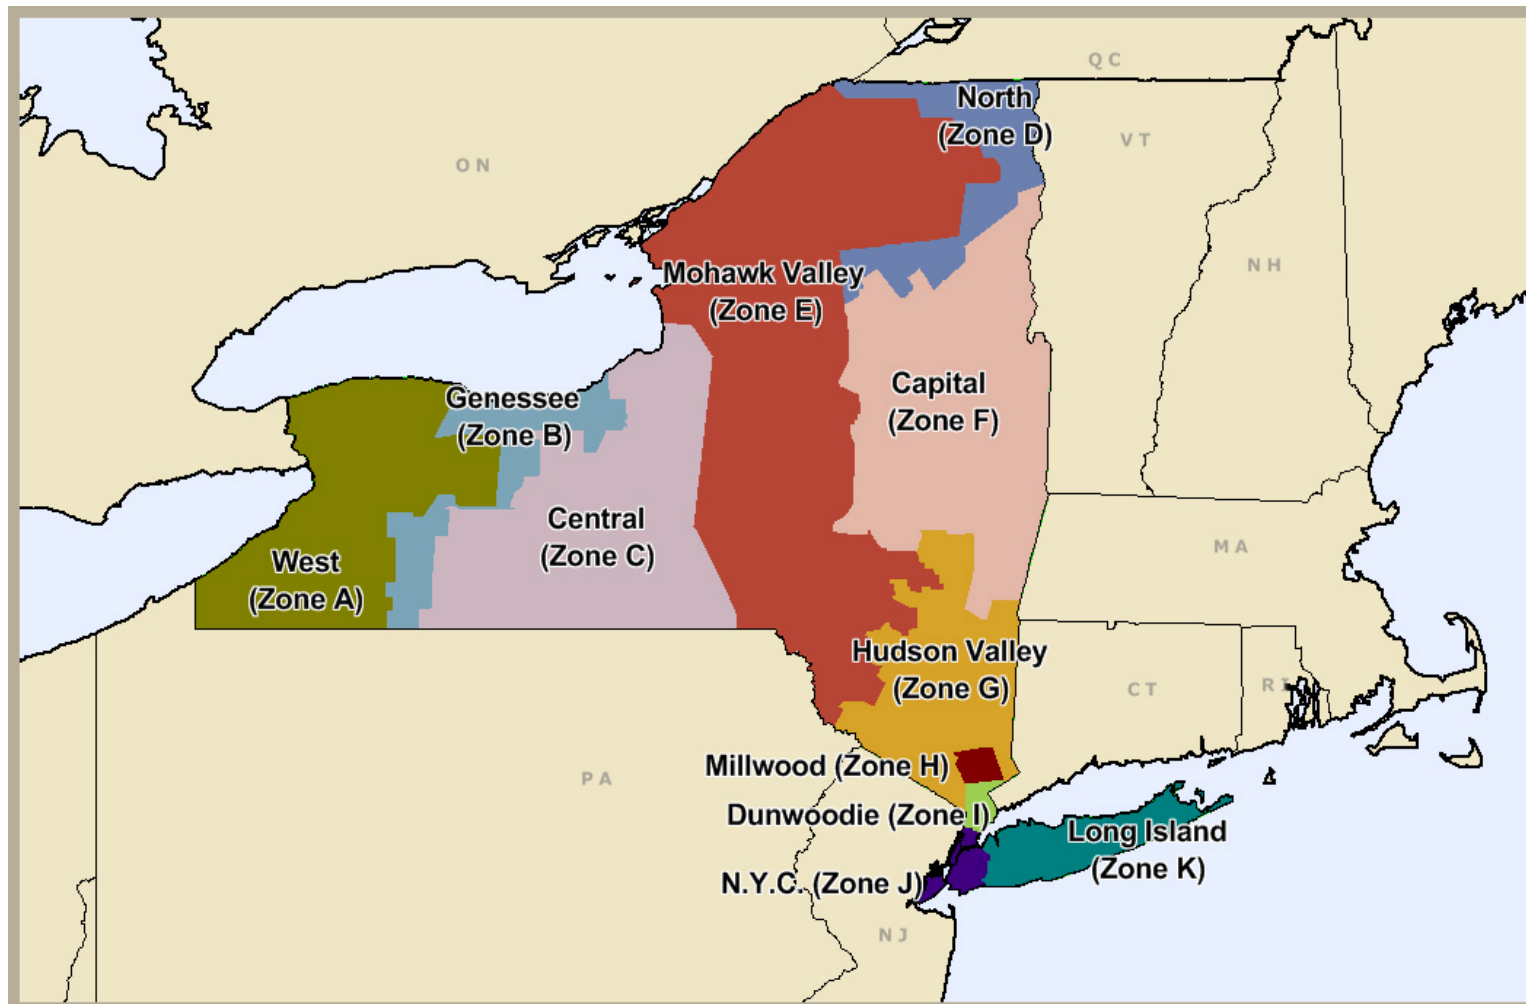 QC
North
(Zone D)
VT
ON
NH
Mohawk Valley
(Zone E)
Capital
(Zone F)
Genessee
(Zone B)
Central
(Zone C)
MA
West
(Zone A)
Hudson Valley
(Zone G)
CT
RI
Millwood (Zone H)
PA
Dunwoodie (Zone I)
Long Island
(Zone K)
N.Y.C. (Zone J)
NJ